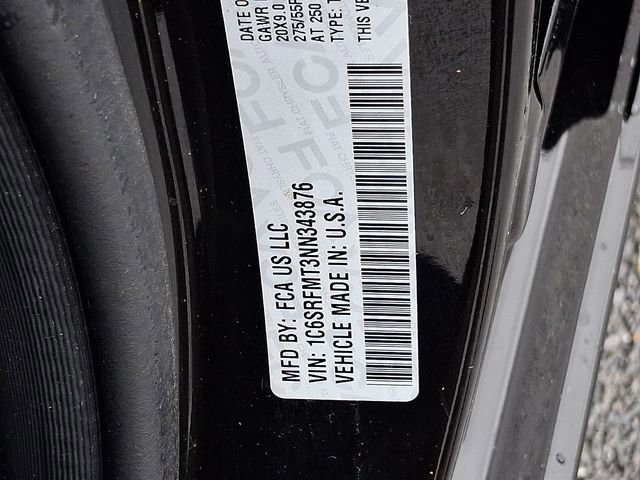 DATE O
GAWR
20X9.0
275/55R
AT 250
TYPE: T
THIS VE
MFD BY: FCA US LLC
VIN: 1C6SRFMT3NN343876
VEHICLE MADE IN: U.S.A.